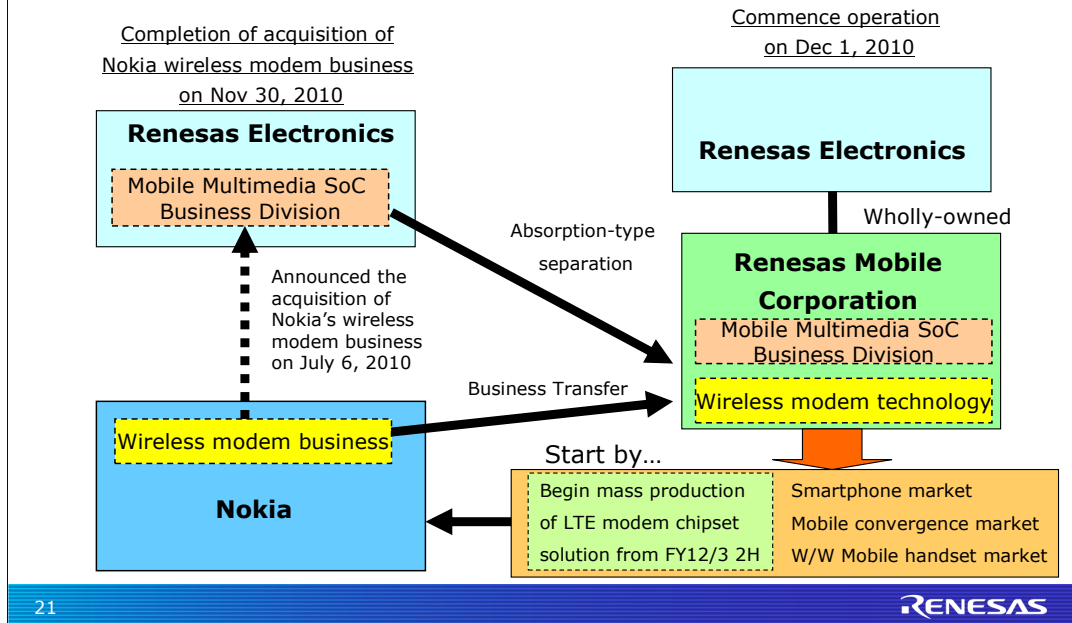 Completion of acquisition of
Nokia wireless modem business
on Nov 30, 2010
Renesas Electronics
Mobile Multimedia SoC
Business Division
Announced the
acquisition of
Nokia’s wireless
modem business
on July 6, 2010
Wireless modem business
Nokia
Absorption-type
separation
Business Transfer
Commence operation
on Dec 1, 2010
Renesas Electronics
Wholly-owned
Renesas Mobile
Corporation
Mobile Multimedia SoC
Business Division
Wireless modem technology
Start by…
Begin mass production
of LTE modem chipset
solution from FY12/3 2H
Smartphone market
Mobile convergence market
W/W Mobile handset market
21
RENESAS